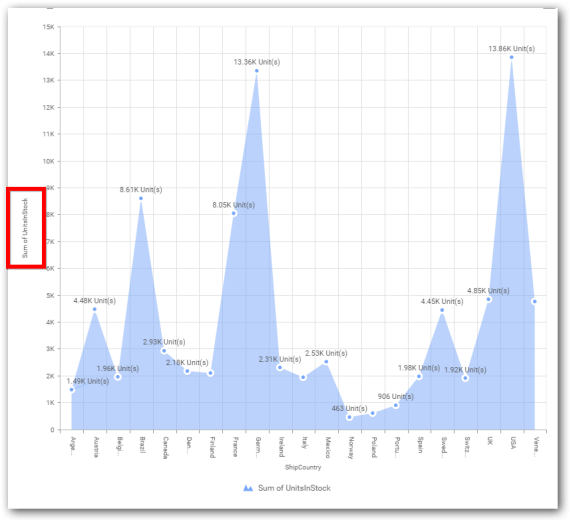 15K
14K
13K
12K
11K
10K
9K
8K
7K
6K
5K
4K
3K
2K
1K
0
Sum of UnitsInStock
1.49K Unit(s)
4.48K Unit(s)
1.96K Unit(s)
8.61K Unit(s)
2.93K Unit(s)
2.18K Unit(s)
8.05K Unit(s)
13.36K Unit(s)
2.31K Unit(s)
2.53K Unit(s)
463 Unit(s)
906 Unit(s)
1.98K Unit(s)
4.45K Unit(s)
1.92K Unit(s)
4.85K Unit(s)
13.86K Unit(s)
Arge...
Austria
Belgi...
Brazil
Canada
Den...
Finland
France
Germ...
Ireland
Italy
Mexico
Norway
Poland
Portu...
Spain
Swed...
Switz...
UK
USA
Vene...
ShipCountry
Sum of UnitsInStock